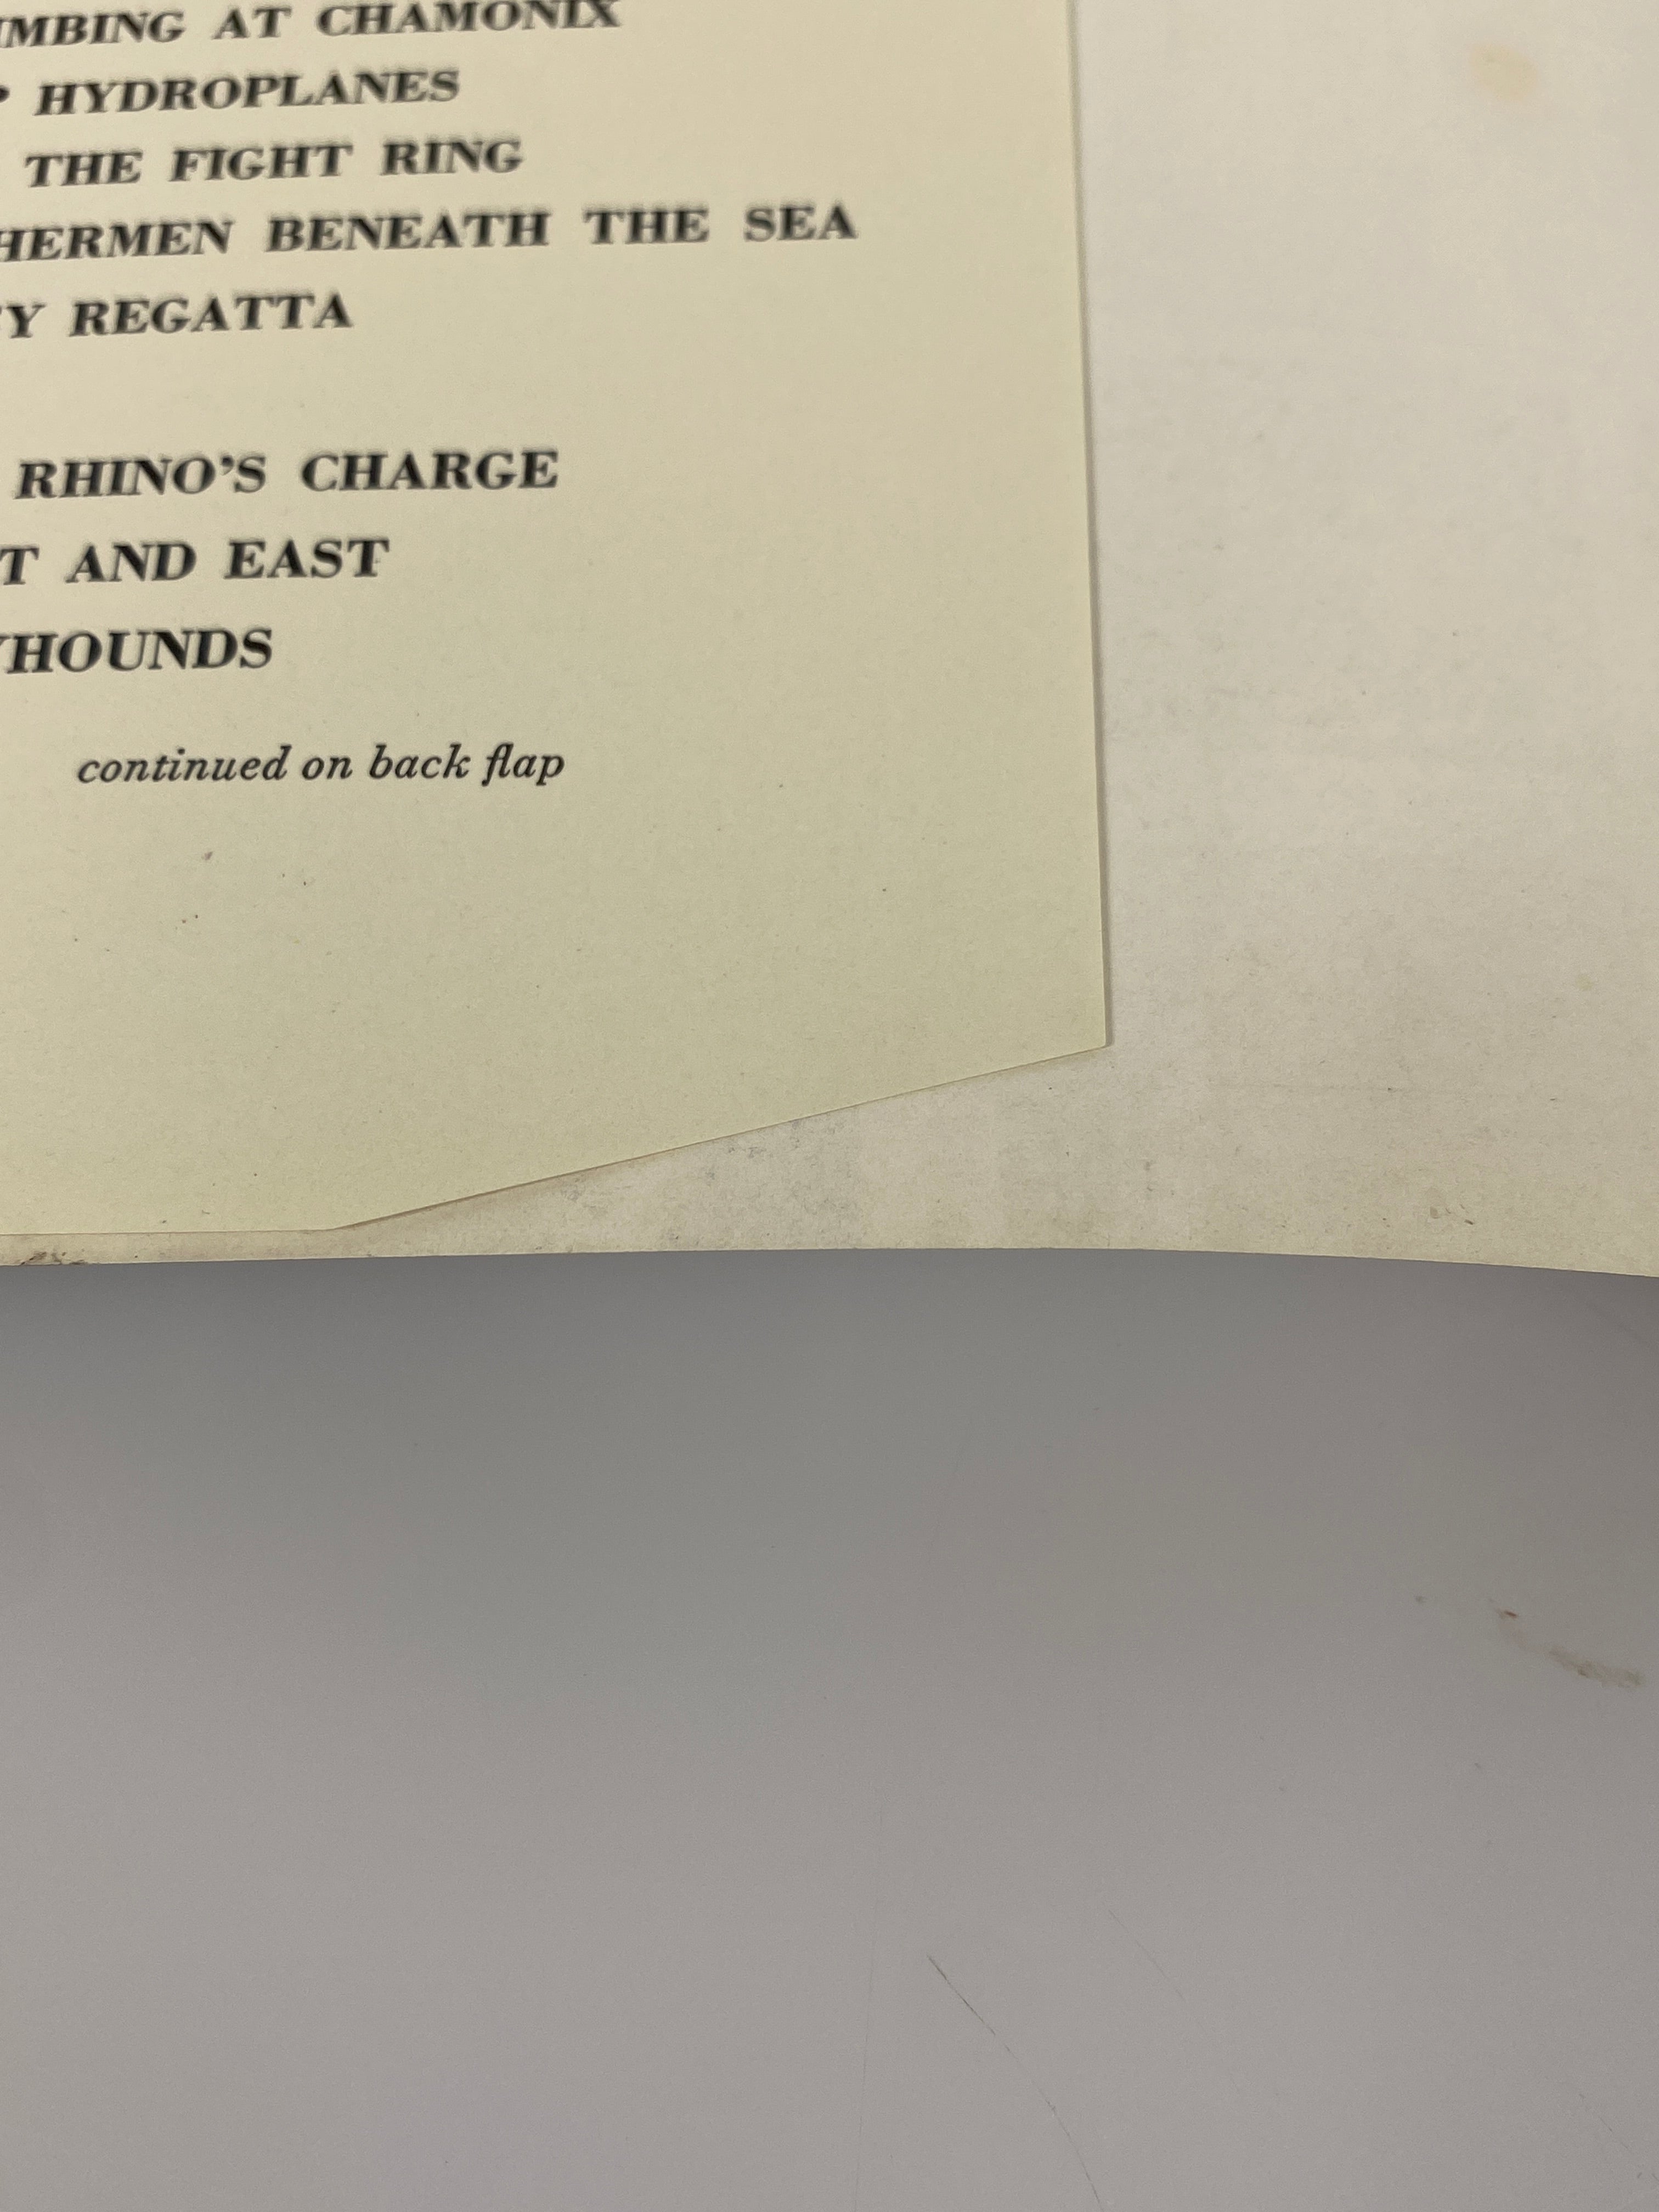 IMBING AT CHAMONIX
P HYDROPLANES
THE FIGHT RING
HERMEN BENEATH THE SEA
Y REGATTA
RHINO'S CHARGE
T AND EAST
YHOUNDS
continued on back flap